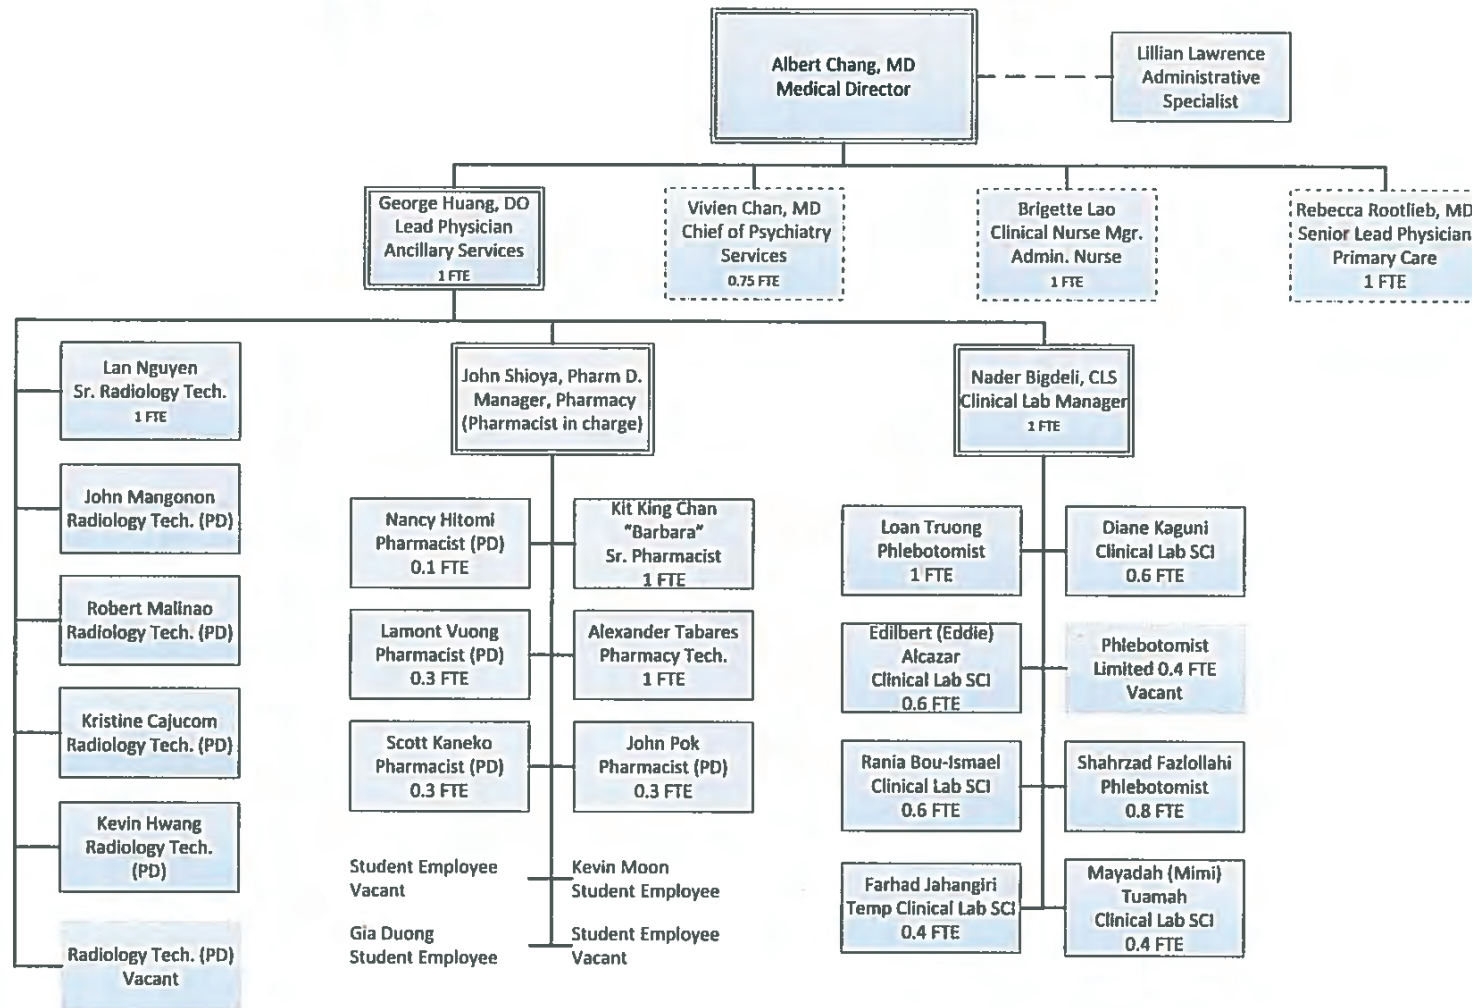 Albert Chang, MD
Medical Director
Lillian Lawrence
Administrative
Specialist
George Huang, DO
Lead Physician
Ancillary Services
1 FTE
Vivien Chan, MD
Chief of Psychiatry
Services
0.75 FTE
Brigette Lao
Clinical Nurse Mgr.
Admin. Nurse
1 FTE
Rebecca Rootlieb, MD
Senior Lead Physician
Primary Care
1 FTE
Lan Nguyen
Sr. Radiology Tech.
1 FTE
John Mangonon
Radiology Tech. (PD)
Robert Malinao
Radiology Tech. (PD)
Kristine Cajucom
Radiology Tech. (PD)
Kevin Hwang
Radiology Tech.
(PD)
Radiology Tech. (PD)
Vacant
John Shioya, Pharm D.
Manager, Pharmacy
(Pharmacist in charge)
Nancy Hitomi
Pharmacist (PD)
0.1 FTE
Kit King Chan
"Barbara"
Sr. Pharmacist
1 FTE
Lamont Vuong
Pharmacist (PD)
0.3 FTE
Alexander Tabares
Pharmacy Tech.
1 FTE
Scott Kaneko
Pharmacist (PD)
0.3 FTE
John Pok
Pharmacist (PD)
0.3 FTE
Student Employee
Vacant
Kevin Moon
Student Employee
Gia Duong
Student Employee
Student Employee
Vacant
Nader Bigdeli, CLS
Clinical Lab Manager
1 FTE
Loan Truong
Phlebotomist
1 FTE
Diane Kaguni
Clinical Lab SCI
0.6 FTE
Edilbert (Eddie)
Alcazar
Clinical Lab SCI
0.6 FTE
Phlebotomist
Limited 0.4 FTE
Vacant
Rania Bou-Ismael
Clinical Lab SCI
0.6 FTE
Shahrzad Fazlollahi
Phlebotomist
0.8 FTE
Farhad Jahangiri
Temp Clinical Lab SCI
0.4 FTE
Mayadah (Mimi)
Tuamah
Clinical Lab SCI
0.4 FTE